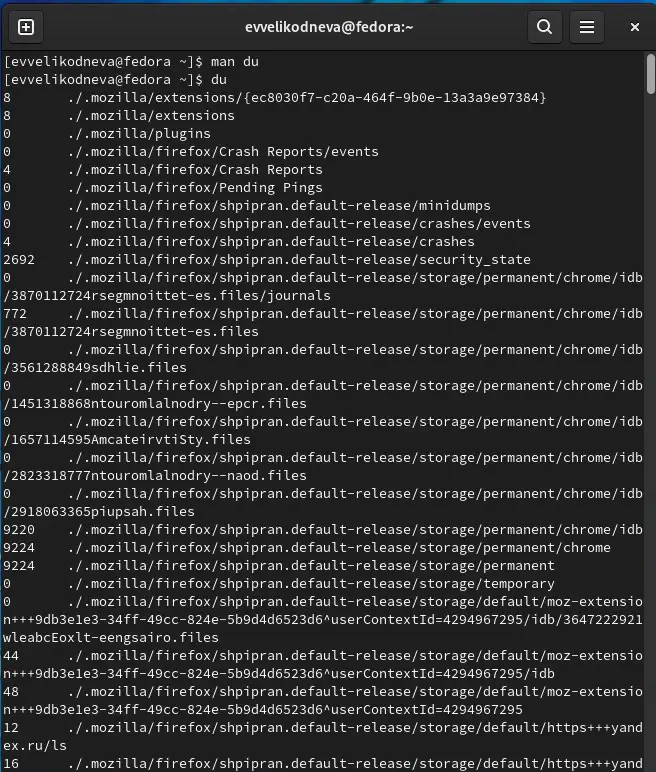 evvelikodneva@fedora:~
[evvelikodneva@fedora ~]$ man du
[evvelikodneva@fedora ~]$ du
8 ./.mozilla/extensions/{ec8030f7-c20a-464f-9b0e-13a3a9e97384}
8 ./.mozilla/extensions
0 ./.mozilla/plugins
0 ./.mozilla/firefox/Crash Reports/events
4 ./.mozilla/firefox/Crash Reports
0 ./.mozilla/firefox/Pending Pings
0 ./.mozilla/firefox/shpipran.default-release/minidumps
0 ./.mozilla/firefox/shpipran.default-release/crashes/events
4 ./.mozilla/firefox/shpipran.default-release/crashes
2692 ./.mozilla/firefox/shpipran.default-release/security_state
0 ./.mozilla/firefox/shpipran.default-release/storage/permanent/chrome/idb
/3870112724rsegmnoittet-es.files/journals
772 ./.mozilla/firefox/shpipran.default-release/storage/permanent/chrome/idb
/3870112724rsegmnoittet-es.files
0 ./.mozilla/firefox/shpipran.default-release/storage/permanent/chrome/idb
/3561288849sdhlie.files
0 ./.mozilla/firefox/shpipran.default-release/storage/permanent/chrome/idb
/1451318868ntouromlalnodry--epcr.files
0 ./.mozilla/firefox/shpipran.default-release/storage/permanent/chrome/idb
/1657114595AmcateirvtiSty.files
0 ./.mozilla/firefox/shpipran.default-release/storage/permanent/chrome/idb
/2823318777ntouromlalnodry--naod.files
0 ./.mozilla/firefox/shpipran.default-release/storage/permanent/chrome/idb
/2918063365piupsah.files
9220 ./.mozilla/firefox/shpipran.default-release/storage/permanent/chrome/idb
9224 ./.mozilla/firefox/shpipran.default-release/storage/permanent/chrome
9224 ./.mozilla/firefox/shpipran.default-release/storage/permanent
0 ./.mozilla/firefox/shpipran.default-release/storage/temporary
0 ./.mozilla/firefox/shpipran.default-release/storage/default/moz-extensio
n+++9db3e1e3-34ff-49cc-824e-5b9d4d6523d6^userContextId=4294967295/idb/3647222921
wleabcEoxlt-eengsairo.files
44 ./.mozilla/firefox/shpipran.default-release/storage/default/moz-extensio
n+++9db3e1e3-34ff-49cc-824e-5b9d4d6523d6^userContextId=4294967295/idb
48 ./.mozilla/firefox/shpipran.default-release/storage/default/moz-extensio
n+++9db3e1e3-34ff-49cc-824e-5b9d4d6523d6^userContextId=4294967295
12 ./.mozilla/firefox/shpipran.default-release/storage/default/https+++yand
ex.ru/ls
16 ./.mozilla/firefox/shpipran.default-release/storage/default/https+++yand